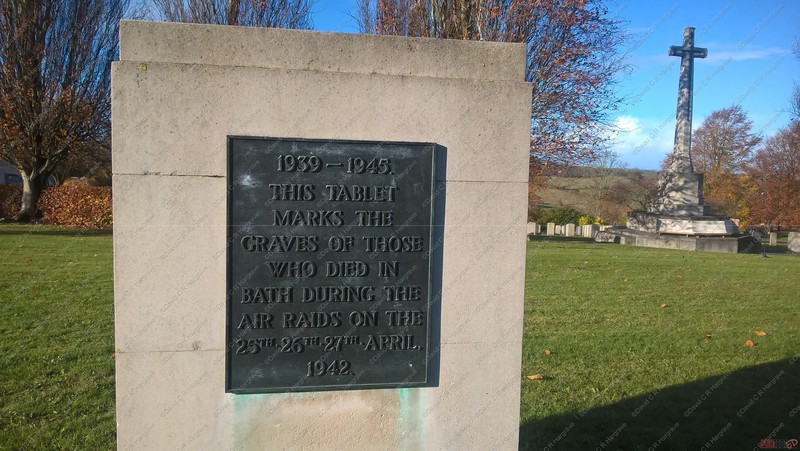 1939 — 1945.
THIS TABLET
MARKS THE
GRAVES OF THOSE
WHO DIED IN
BATH DURING THE
AIR RAIDS ON THE
25TH. 26TH. 27TH. APRIL.
1942.